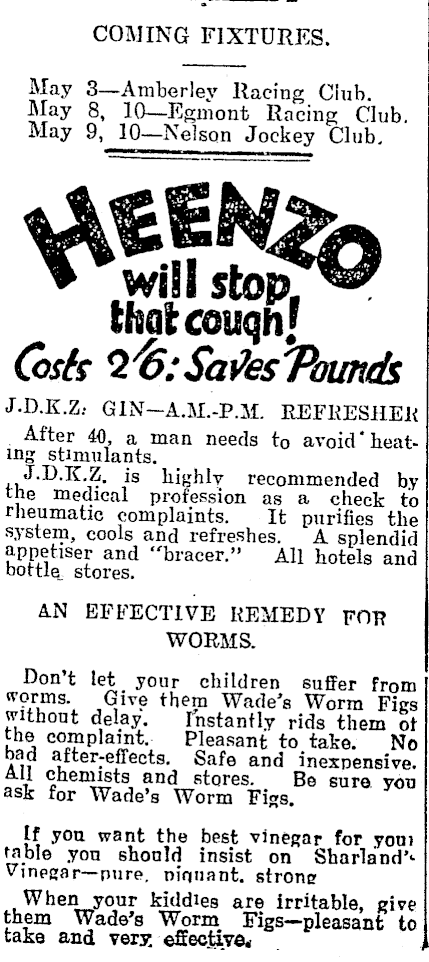 COMING FIXTURES.
May 3—Amberley Racing Club.
May 8, 10—Egmont Racing Club.
May 9, 10—Nelson Jockey Club.
HEENZO
will stop
that cough!
Costs 2/6: Saves Pounds
J.D.K.Z: GIN—A.M.-P.M. REFRESHER
After 40, a man needs to avoid heat-
ing stimulants.
J.D.K.Z. is highly recommended by
the medical profession as a check to
rheumatic complaints. It purifies the
system, cools and refreshes. A splendid
appetiser and "bracer." All hotels and
bottle stores.
AN EFFECTIVE REMEDY FOR
WORMS.
Don't let your children suffer from
worms. Give them Wade's Worm Figs
without delay. Instantly rids them of
the complaint. Pleasant to take. No
bad after-effects. Safe and inexpensive.
All chemists and stores. Be sure you
ask for Wade's Worm Figs.
If you want the best vinegar for your
table you should insist on Sharland's
Vinegar—pure, piquant, strong
When your kiddies are irritable, give
them Wade's Worm Figs—pleasant to
take and very effective.